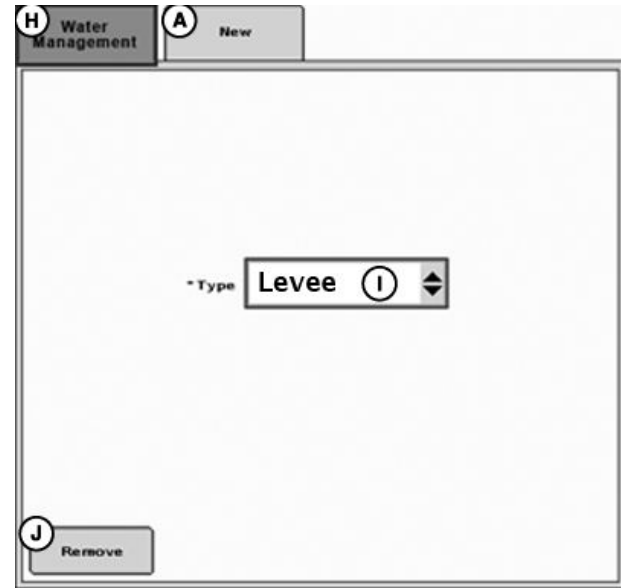 H
Water
Management
A
New
*Type
Levee
I
J
Remove